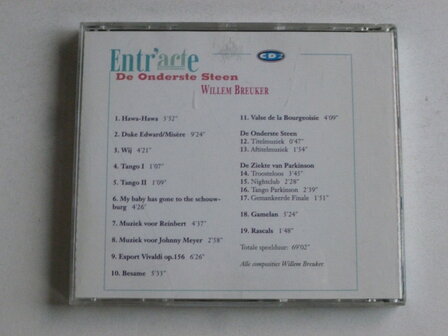 Entr'acte
CD2
De Onderste Steen
WILLEM BREUKER
1. Hawa-Hawa 3'32"
2. Duke Edward/Misère 9'24"
3. Wij 4'21"
4. Tango I 1'07"
5. Tango II 1'09"
6. My baby has gone to the schouw-
burg 4'26"
7. Muziek voor Reinbert 4'37"
8. Muziek voor Johnny Meyer 2'38"
9. Export Vivaldi op.156 6'26"
10. Besame 5'33"
11. Valse de la Bourgeoisie 4'09"
De Onderste Steen
12. Titelmuziek 0'47"
13. Aftitelmuziek 1'54"
De Ziekte van Parkinson
14. Troosteloos 3'45"
15. Nightclub 2'28"
16. Tango Parkinson 2'39"
17. Gemankeerde Finale 1'51"
18. Gamelan 5'24"
19. Rascals 1'48"
Totale speelduur: 69'02"
Alle composities Willem Breuker